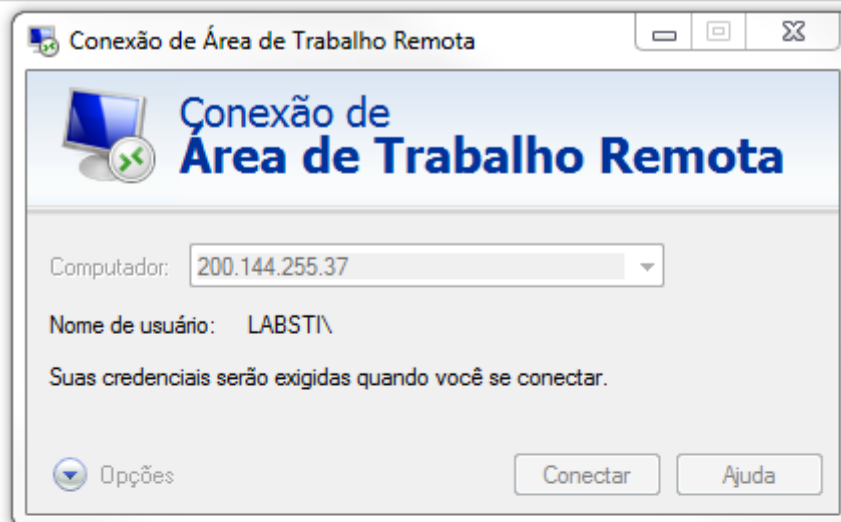 Conexão de Área de Trabalho Remota
Conexão de
Área de Trabalho Remota
Computador: 200.144.255.37
Nome de usuário: LABSTI\
Suas credenciais serão exigidas quando você se conectar.
Opções Conectar Ajuda